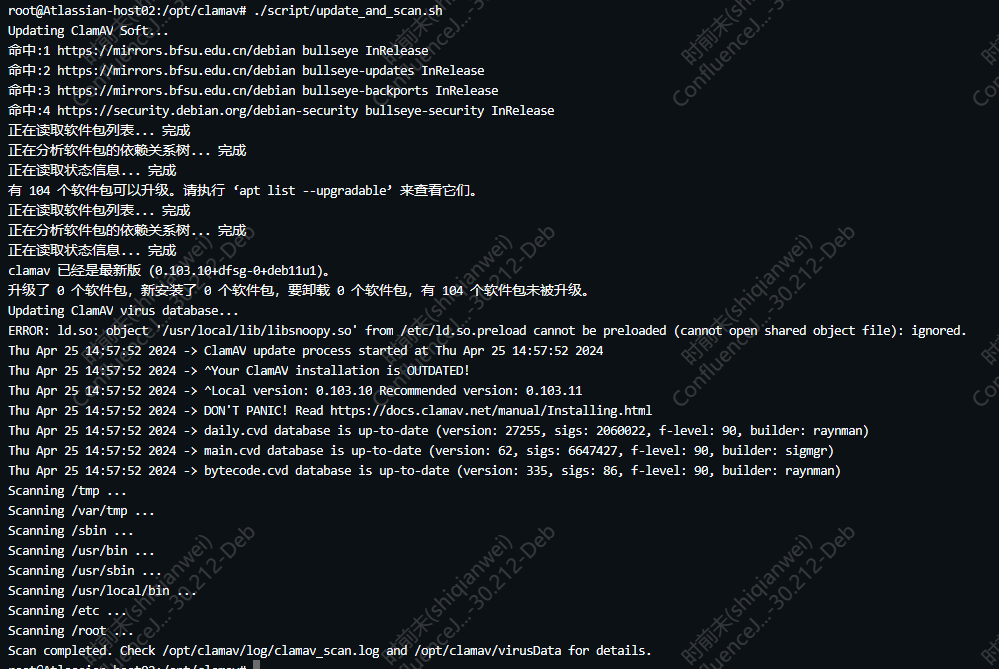 root@Atlassian-host02:/opt/clamav# ./script/update_and_scan.sh
Updating ClamAV Soft...
命中:1 https://mirrors.bfsu.edu.cn/debian bullseye InRelease
命中:2 https://mirrors.bfsu.edu.cn/debian bullseye-updates InRelease
命中:3 https://mirrors.bfsu.edu.cn/debian bullseye-backports InRelease
命中:4 https://security.debian.org/debian-security bullseye-security InRelease
正在读取软件包列表... 完成
正在分析软件包的依赖关系树... 完成
正在读取状态信息... 完成
有 104 个软件包可以升级。请执行 ‘apt list --upgradable’ 来查看它们。
正在读取软件包列表... 完成
正在分析软件包的依赖关系树... 完成
正在读取状态信息... 完成
clamav 已经是最新版 (0.103.10+dfsg-0+deb11u1)。
升级了 0 个软件包，新安装了 0 个软件包，要卸载 0 个软件包，有 104 个软件包未被升级。
Updating ClamAV virus database...
ERROR: ld.so: object '/usr/local/lib/libsnoopy.so' from /etc/ld.so.preload cannot be preloaded (cannot open shared object file): ignored.
Thu Apr 25 14:57:52 2024 -> ClamAV update process started at Thu Apr 25 14:57:52 2024
Thu Apr 25 14:57:52 2024 -> ^Your ClamAV installation is OUTDATED!
Thu Apr 25 14:57:52 2024 -> ^Local version: 0.103.10 Recommended version: 0.103.11
Thu Apr 25 14:57:52 2024 -> DON'T PANIC! Read https://docs.clamav.net/manual/Installing.html
Thu Apr 25 14:57:52 2024 -> daily.cvd database is up-to-date (version: 27255, sigs: 2060022, f-level: 90, builder: raynman)
Thu Apr 25 14:57:52 2024 -> main.cvd database is up-to-date (version: 62, sigs: 6647427, f-level: 90, builder: sigmgr)
Thu Apr 25 14:57:52 2024 -> bytecode.cvd database is up-to-date (version: 335, sigs: 86, f-level: 90, builder: raynman)
Scanning /tmp ...
Scanning /var/tmp ...
Scanning /sbin ...
Scanning /usr/bin ...
Scanning /usr/sbin ...
Scanning /usr/local/bin ...
Scanning /etc ...
Scanning /root ...
Scan completed. Check /opt/clamav/log/clamav_scan.log and /opt/clamav/virusData for details.
root@Atlassian-host02:/opt/clamav#
时前未(shiqianwei)
ConfluenceJ...-30.212-Deb